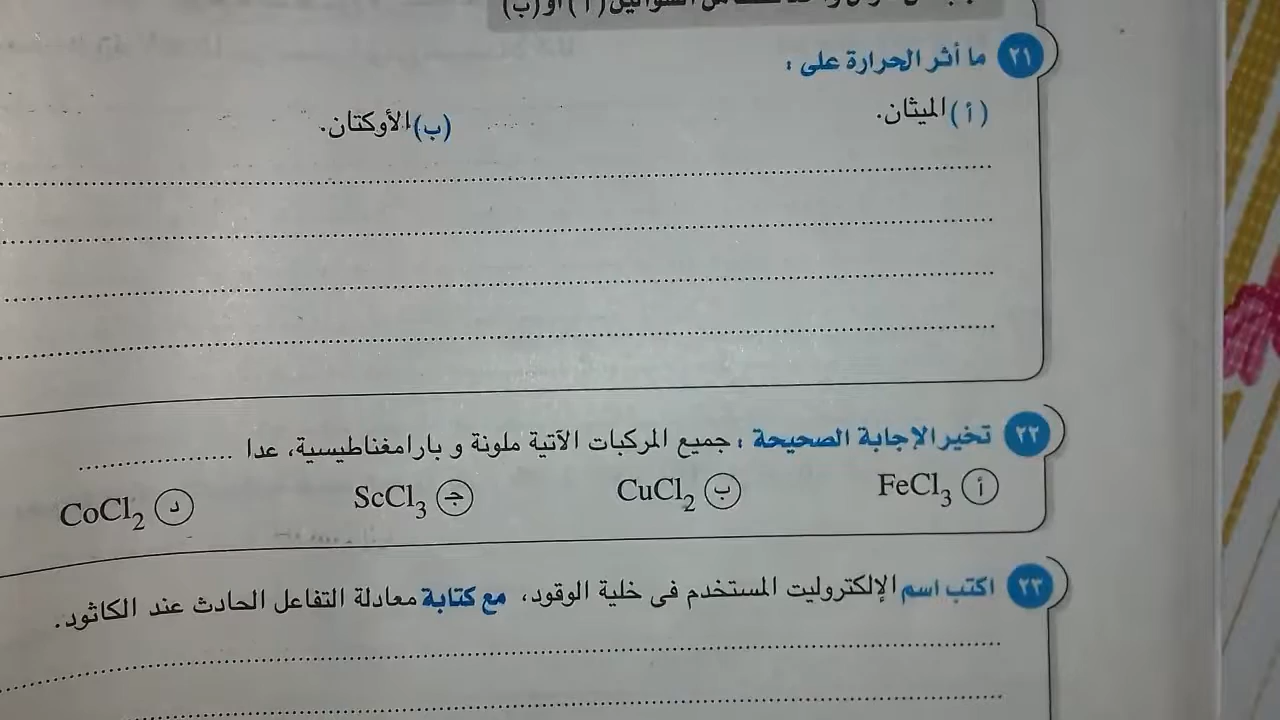 (أ) أو (ب)
٢١ ما أثر الحرارة على :
(أ) الميثان. (ب) الأوكتان.
٢٢ تخير الإجابة الصحيحة : جميع المركبات الآتية ملونة و بارامغناطيسية، عدا ....................
أ FeCl₃ ب CuCl₂ ج ScCl₃ د CoCl₂
٢٣ اكتب اسم الإلكتروليت المستخدم فى خلية الوقود، مع كتابة معادلة التفاعل الحادث عند الكاثود.